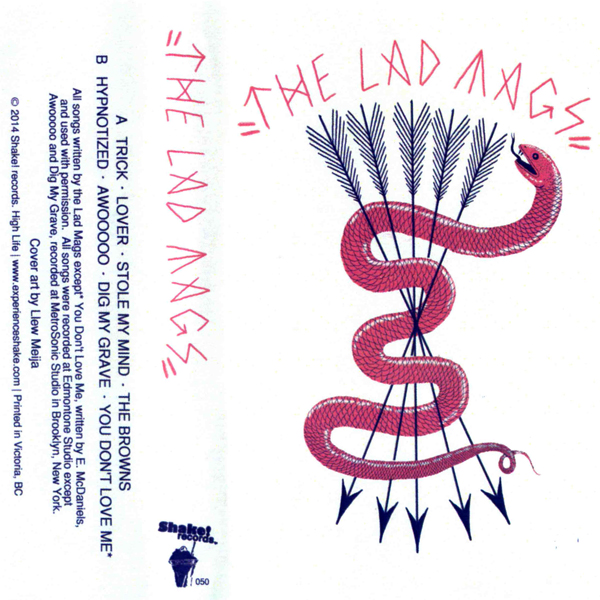 A TRICK · LOVER · STOLE MY MIND · THE BROWNS
B HYPNOTIZED · AWOOOOO · DIG MY GRAVE · YOU DON'T LOVE ME*
All songs written by the Lad Mags except* You Don't Love Me, written by E. McDaniels,
and used with permission. All songs were recorded at Edmontone Studio except
Awooooo and Dig My Grave, recorded at MetroSonic Studio in Brooklyn, New York.
Cover art by Llew Meija
© 2014 Shake! records. High Life | www.experienceshake.com | Printed in Victoria, BC
"THE LAD MAGS"
Shake!
records.
050
"THE LAD MAGS"